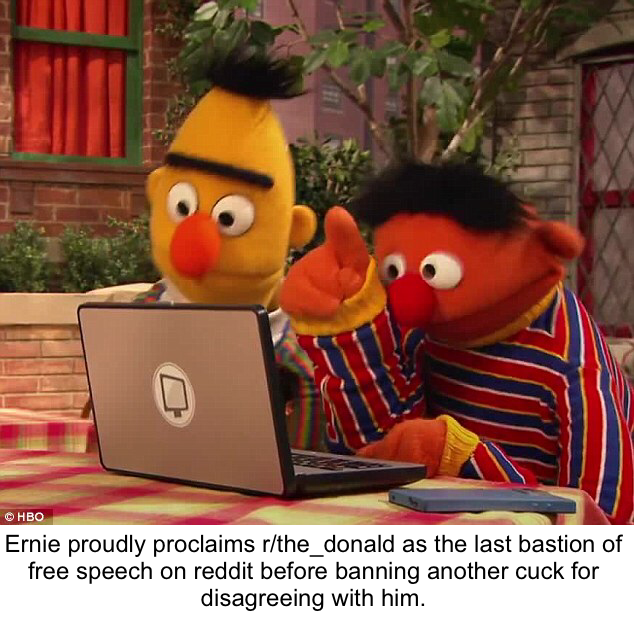 © HBO
Ernie proudly proclaims r/the_donald as the last bastion of
free speech on reddit before banning another cuck for
disagreeing with him.